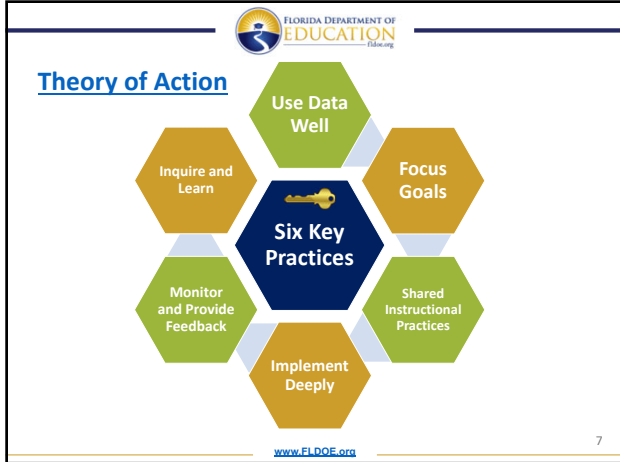 FLORIDA DEPARTMENT OF
EDUCATION
fldoe.org
Theory of Action
Use Data
Well
Focus
Goals
Inquire and
Learn
Six Key
Practices
Monitor
and Provide
Feedback
Shared
Instructional
Practices
Implement
Deeply
www.FLDOE.org
7